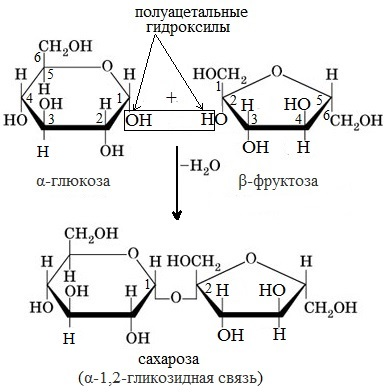 полуацетальные
гидроксилы
6 CH₂OH
HOCH₂
H 5 O H
O H
1 +
1
4 H
OH H 1
2 H HO 5
HO 3 2 OH HO 3 4 6 CH₂OH
H OH
OH H
α-глюкоза
β-фруктоза
−H₂O
CH₂OH
H O H HOCH₂ O H
H
OH H 1 2 H HO
HO O CH₂OH
H OH OH H
сахароза
(α-1,2-гликозидная связь)